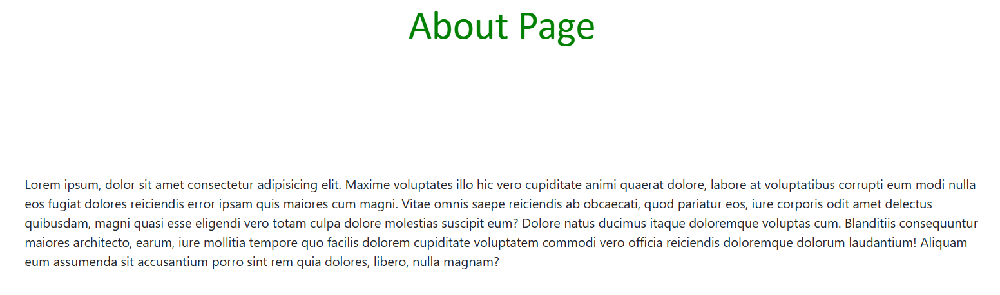 About Page
Lorem ipsum, dolor sit amet consectetur adipisicing elit. Maxime voluptates illo hic vero cupiditate animi quaerat dolore, labore at voluptatibus corrupti eum modi nulla
eos fugiat dolores reiciendis error ipsam quis maiores cum magni. Vitae omnis saepe reiciendis ab obcaecati, quod pariatur eos, iure corporis odit amet delectus
quibusdam, magni quasi esse eligendi vero totam culpa dolore molestias suscipit eum? Dolore natus ducimus itaque doloremque voluptas cum. Blanditiis consequuntur
maiores architecto, earum, iure mollitia tempore quo facilis dolorem cupiditate voluptatem commodi vero officia reiciendis doloremque dolorum laudantium! Aliquam
eum assumenda sit accusantium porro sint rem quia dolores, libero, nulla magnam?